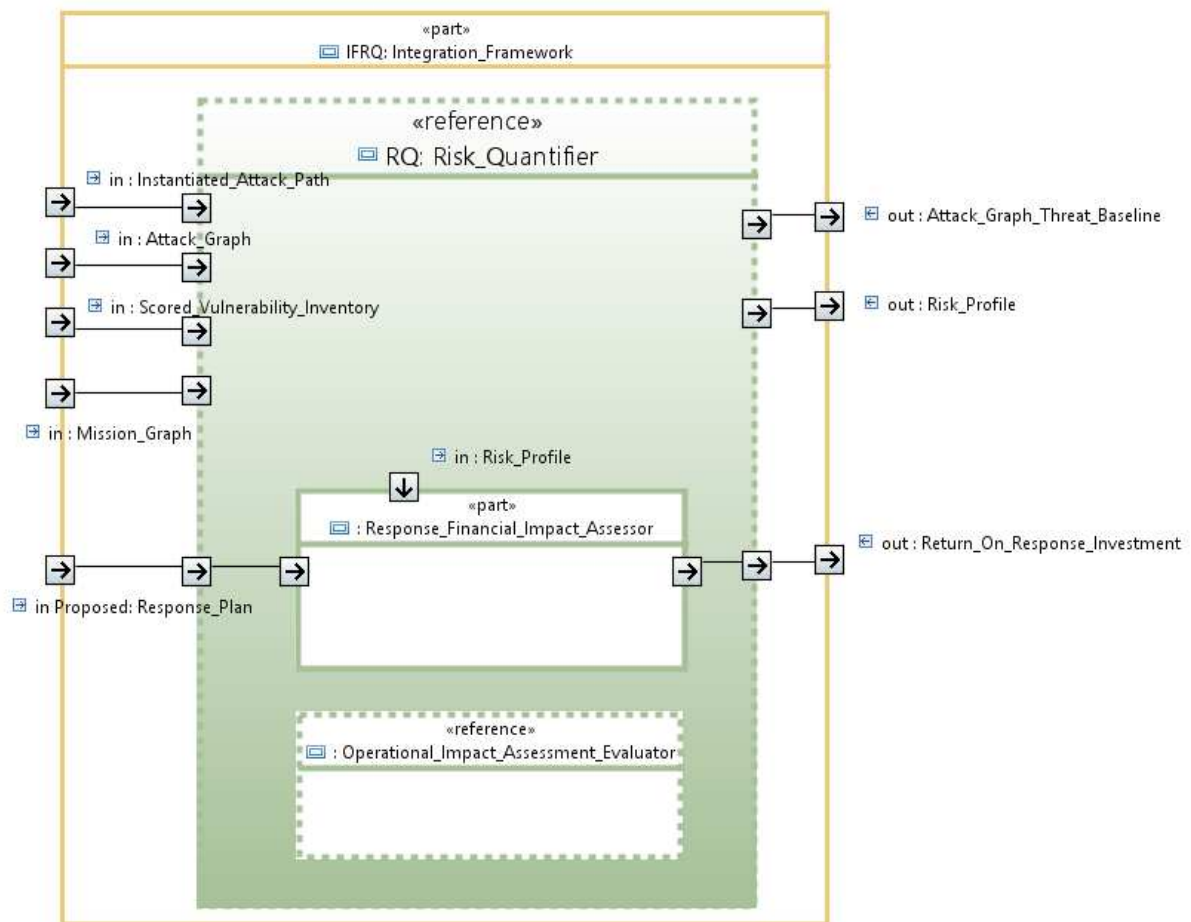 «part»
IFRQ: Integration_Framework
«reference»
RQ: Risk_Quantifier
in : Instantiated_Attack_Path
out : Attack_Graph_Threat_Baseline
in : Attack_Graph
in : Scored_Vulnerability_Inventory
out : Risk_Profile
in : Mission_Graph
in : Risk_Profile
«part»
: Response_Financial_Impact_Assessor
out : Return_On_Response_Investment
in Proposed: Response_Plan
«reference»
: Operational_Impact_Assessment_Evaluator